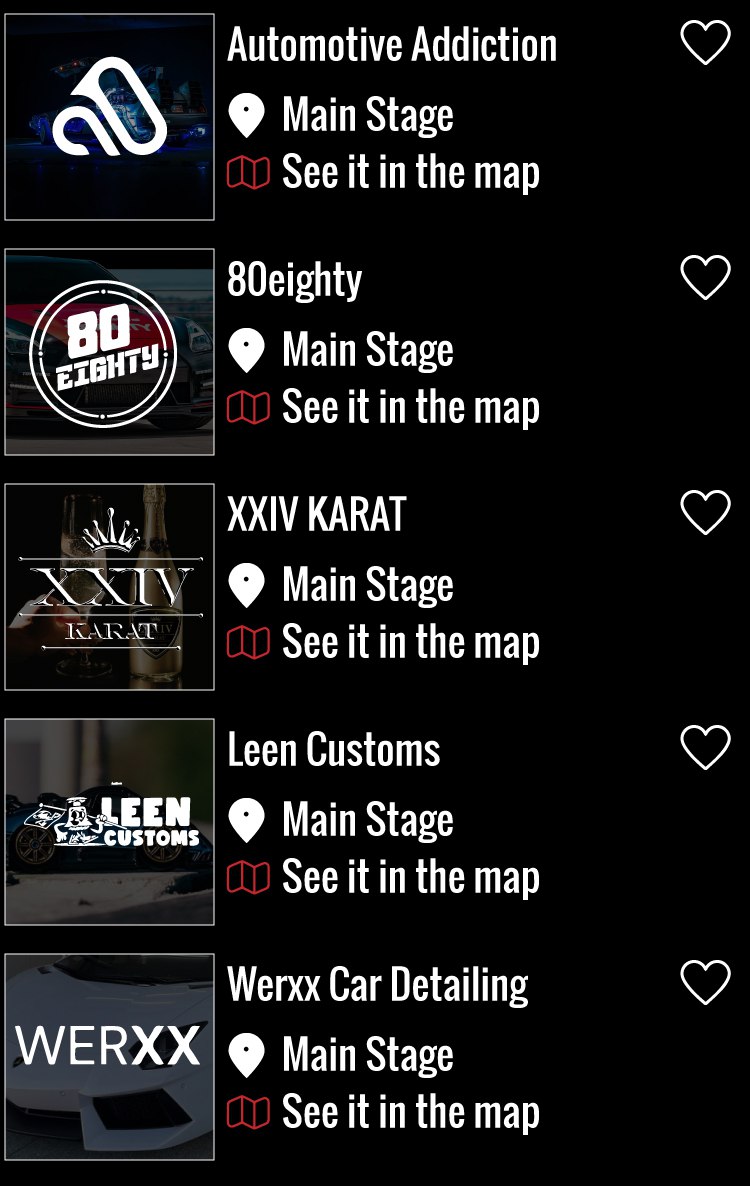 Automotive Addiction
Main Stage
See it in the map
80
EIGHTY
80eighty
Main Stage
See it in the map
XXIV
KARAT
XXIV KARAT
Main Stage
See it in the map
LEEN
CUSTOMS
Leen Customs
Main Stage
See it in the map
WERXX
Werxx Car Detailing
Main Stage
See it in the map